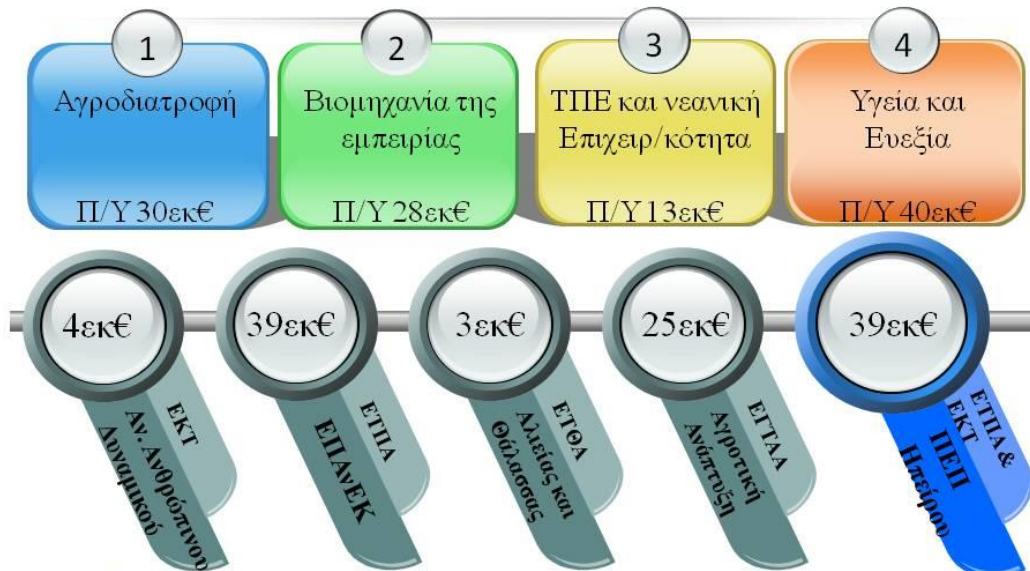 1
Αγροδιατροφή
Π/Υ 30εκ€
2
Βιομηχανία της
εμπειρίας
Π/Υ 28εκ€
3
ΤΠΕ και νεανική
Επιχειρ/κότητα
Π/Υ 13εκ€
4
Υγεία και
Ευεξία
Π/Υ 40εκ€
4εκ€
ΕΚΤ
Αν. Ανθρώπινου
Δυναμικού
39εκ€
ΕΤΠΑ
ΕΠΑνΕΚ
3εκ€
ΕΤΘΑ
Αλιείας και
Θάλασσας
25εκ€
ΕΓΤΑΑ
Αγροτική
Ανάπτυξη
39εκ€
ΕΤΠΑ &
ΕΚΤ
ΠΕΠ
Ηπείρου